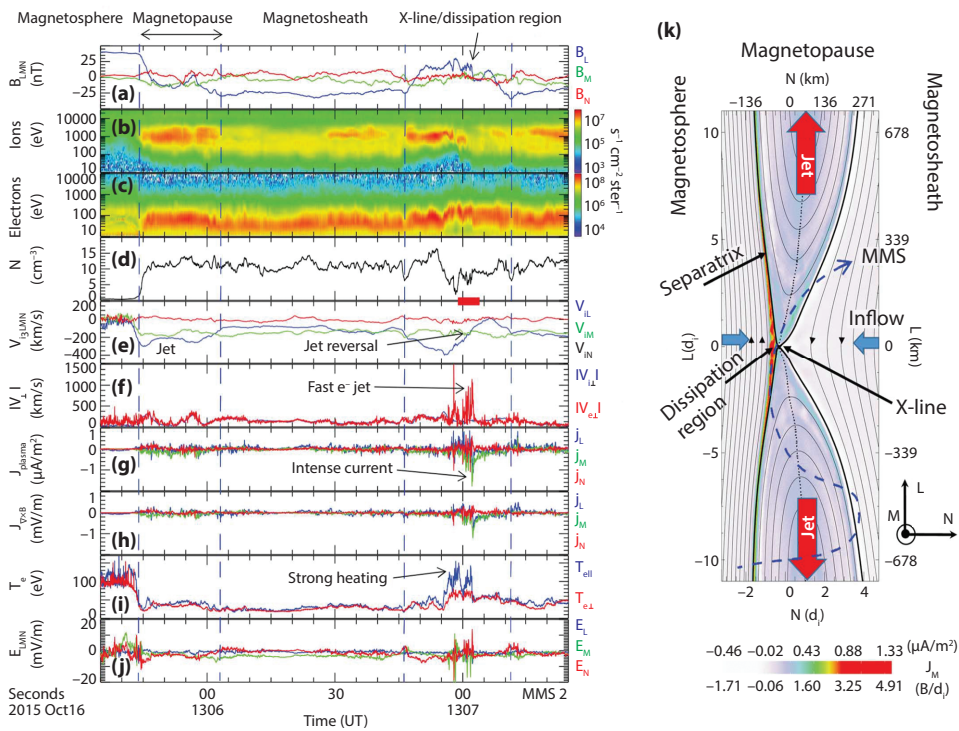 Magnetosphere Magnetopause Magnetosheath X-line/dissipation region
B_LMN (nT)
25
0
−25
(a)
B_L
B_M
B_N
Ions (eV)
10000
1000
100
10
(b)
10^7
10^5
10^3
s^−1 cm^−2 ster^−1
Electrons (eV)
10000
1000
100
10
(c)
10^8
10^6
10^4
N (cm^−3)
15
10
5
0
(d)
V_i,LMN (km/s)
200
0
−200
−400
(e)
Jet
Jet reversal
V_iL
V_iM
V_iN
|V_⊥| (km/s)
1500
1000
500
0
(f)
Fast e^- jet
|V_i⊥|
|V_e⊥|
J_plasma (μA/m²)
1
0
−1
(g)
Intense current
j_L
j_M
j_N
J_∇×B (mV/m)
1
0
−1
(h)
j_L
j_M
j_N
T_e (eV)
100
0
(i)
Strong heating
T_e||
T_e⊥
E_LMN (mV/m)
10
0
−20
(j)
E_L
E_M
E_N
Seconds 00 30 00 MMS 2
2015 Oct16 1306 1307
Time (UT)
(k)
Magnetopause
N (km)
−136 0 136 271
Magnetosphere
Magnetosheath
10
5
0
−5
−10
L(d_i)
678
339
0
−339
−678
L (km)
Jet
Separatrix
MMS
Inflow
Dissipation region
X-line
Jet
L
M
N
−2 0 2 4
N (d_i)
−0.46 −0.02 0.43 0.88 1.33 (μA/m²)
J_M
−1.71 −0.06 1.60 3.25 4.91 (B/d_i)